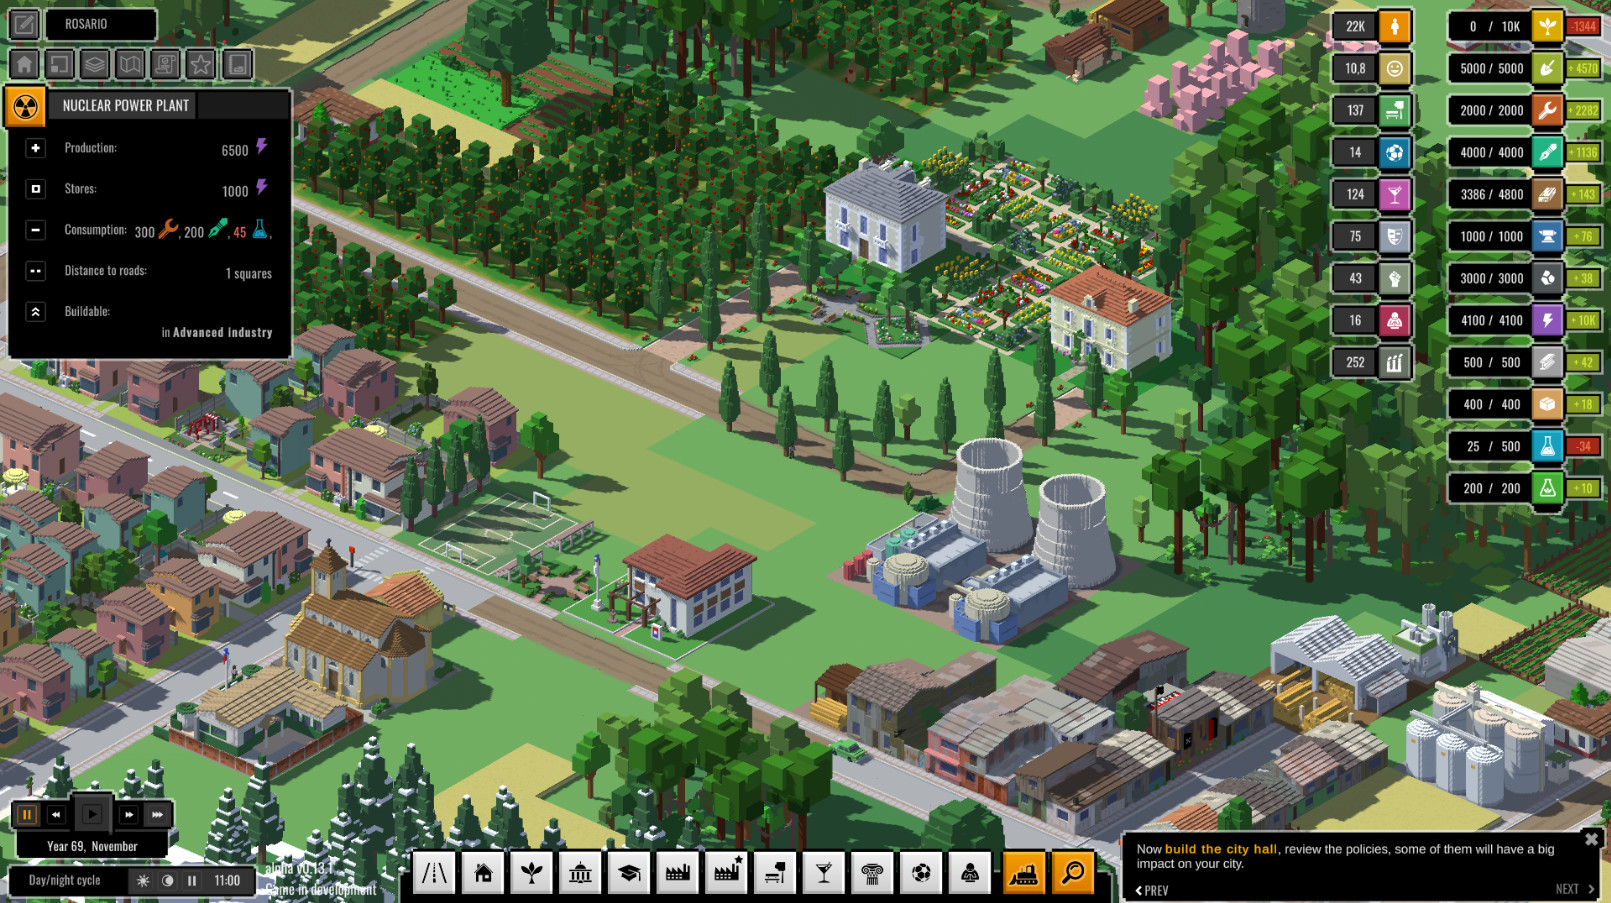 ROSARIO
NUCLEAR POWER PLANT
Production: 6500
Stores: 1000
Consumption: 300 , 200 , 45 ,
Distance to roads: 1 squares
Buildable:
in Advanced Industry
22K
10,8
137
14
124
75
43
16
252
0 / 10K -1344
5000 / 5000 +4570
2000 / 2000 +2282
4000 / 4000 +1136
3386 / 4800 +143
1000 / 1000 +76
3000 / 3000 +38
4100 / 4100 +10K
500 / 500 +42
400 / 400 +18
25 / 500 -34
200 / 200 +10
Year 69, November
Day/night cycle 11:00
alpha v0.13.1
Game in development
Now build the city hall, review the policies, some of them will have a big
impact on your city.
PREV NEXT